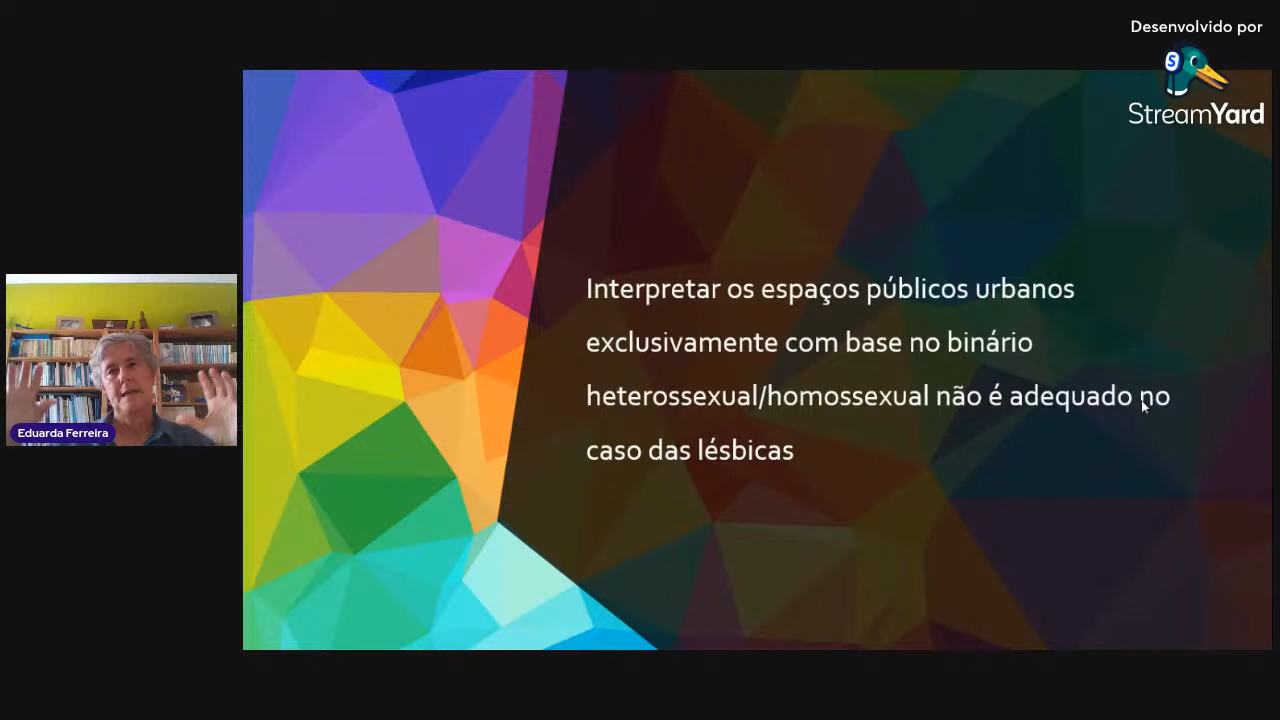 Desenvolvido por
S
StreamYard
Interpretar os espaços públicos urbanos
exclusivamente com base no binário
heterossexual/homossexual não é adequado no
caso das lésbicas
Eduarda Ferreira